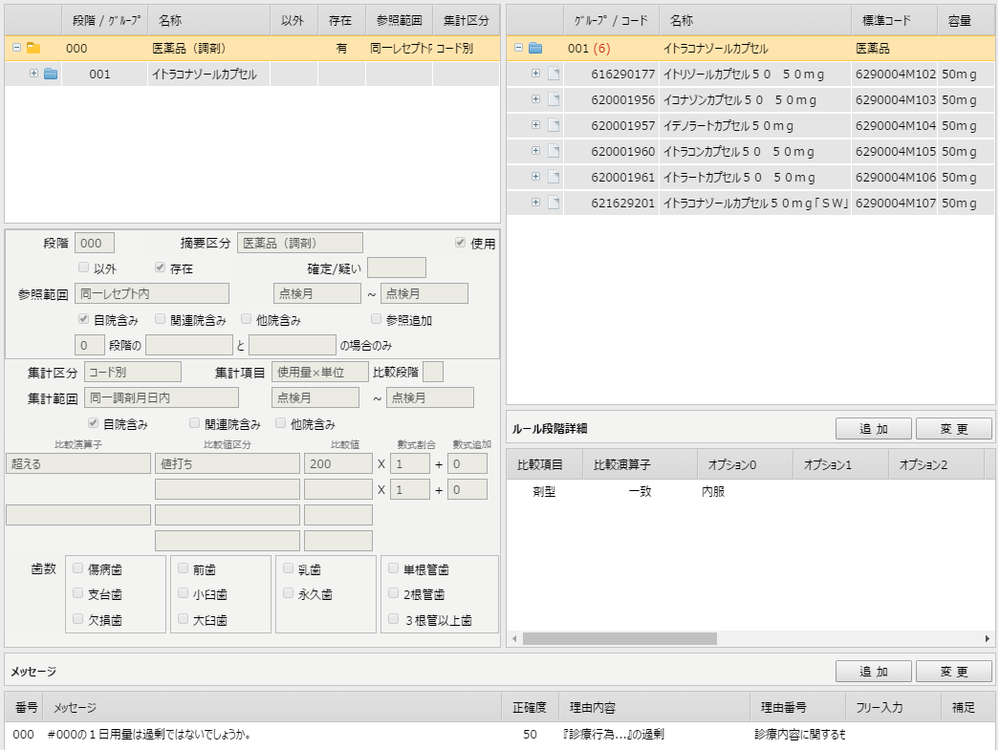 段階 / グループ 名称 以外 存在 参照範囲 集計区分
000 医薬品（調剤） 有 同一レセプト内 コード別
001 イトラコナゾールカプセル
グループ / コード 名称 標準コード 容量
001 (6) イトラコナゾールカプセル 医薬品
616290177 イトリゾールカプセル５０　５０ｍｇ 6290004M102 50mｇ
620001956 イコナゾンカプセル５０　５０ｍｇ 6290004M103 50mｇ
620001957 イデノラートカプセル５０ｍｇ 6290004M104 50mｇ
620001960 イトラコンカプセル５０　５０ｍｇ 6290004M105 50mｇ
620001961 イトラートカプセル５０　５０ｍｇ 6290004M106 50mｇ
621629201 イトラコナゾールカプセル５０ｍｇ「ＳＷ」 6290004M107 50mｇ
段階 000 摘要区分 医薬品（調剤） 使用
以外 存在 確定/疑い
参照範囲 同一レセプト内 点検月 ~ 点検月
自院含み 関連院含み 他院含み 参照追加
0 段階の と の場合のみ
集計区分 コード別 集計項目 使用量×単位 比較段階
集計範囲 同一調剤月日内 点検月 ~ 点検月
自院含み 関連院含み 他院含み
比較演算子 比較値区分 比較値 数式割合 数式追加
超える 値打ち 200 X 1 + 0
X 1 + 0
歯数 傷病歯 前歯 乳歯 単根管歯
支台歯 小臼歯 永久歯 2根管歯
欠損歯 大臼歯 ３根管以上歯
ルール段階詳細 追 加 変 更
比較項目 比較演算子 オプション0 オプション1 オプション2
剤型 一致 内服
メッセージ 追 加 変 更
番号 メッセージ 正確度 理由内容 理由番号 フリー入力 補足
000 #000の１日用量は過剰ではないでしょうか。 50 『診療行為…』の過剰 診療内容に関するも